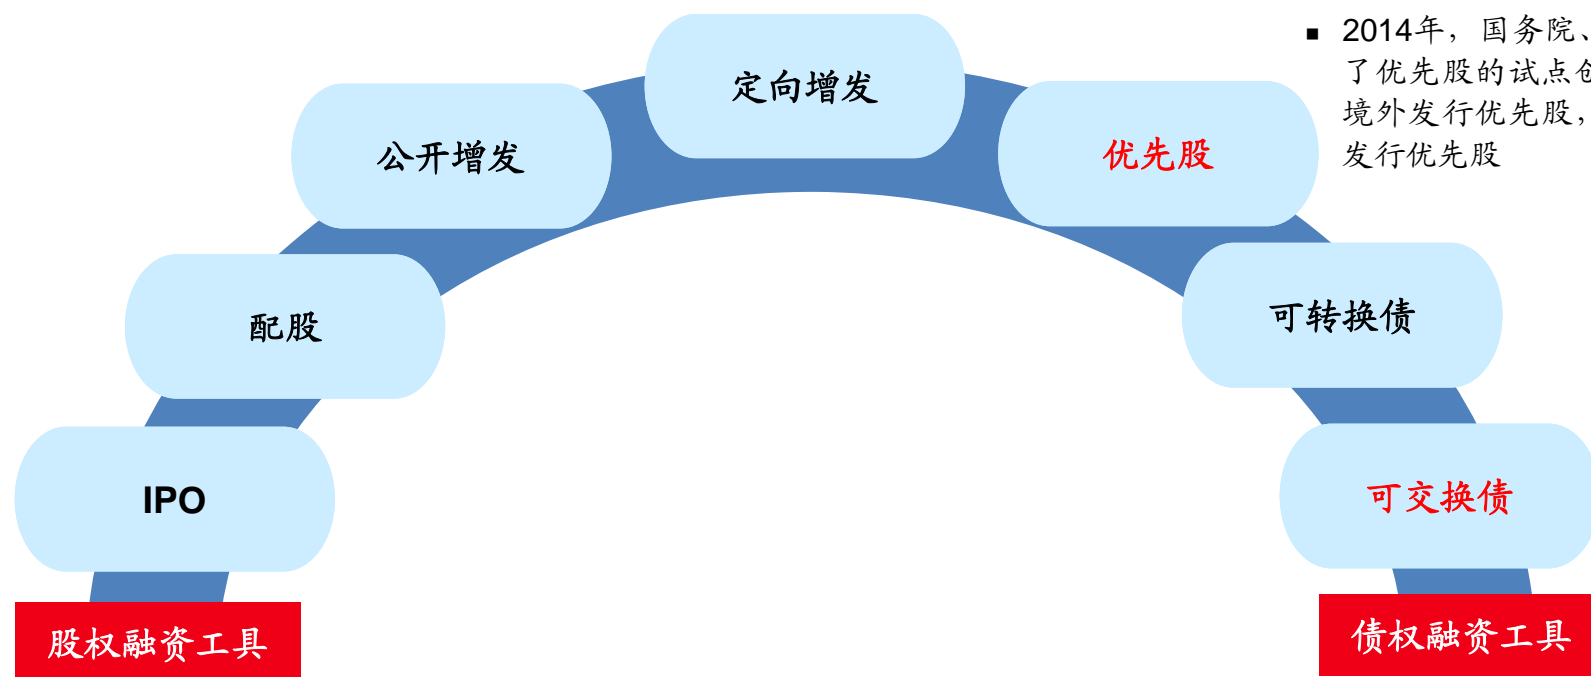 定向增发
公开增发
优先股
■ 2014年，国务院、
了优先股的试点
境外发行优先股，
发行优先股
配股
可转换债
IPO
可交换债
股权融资工具
债权融资工具